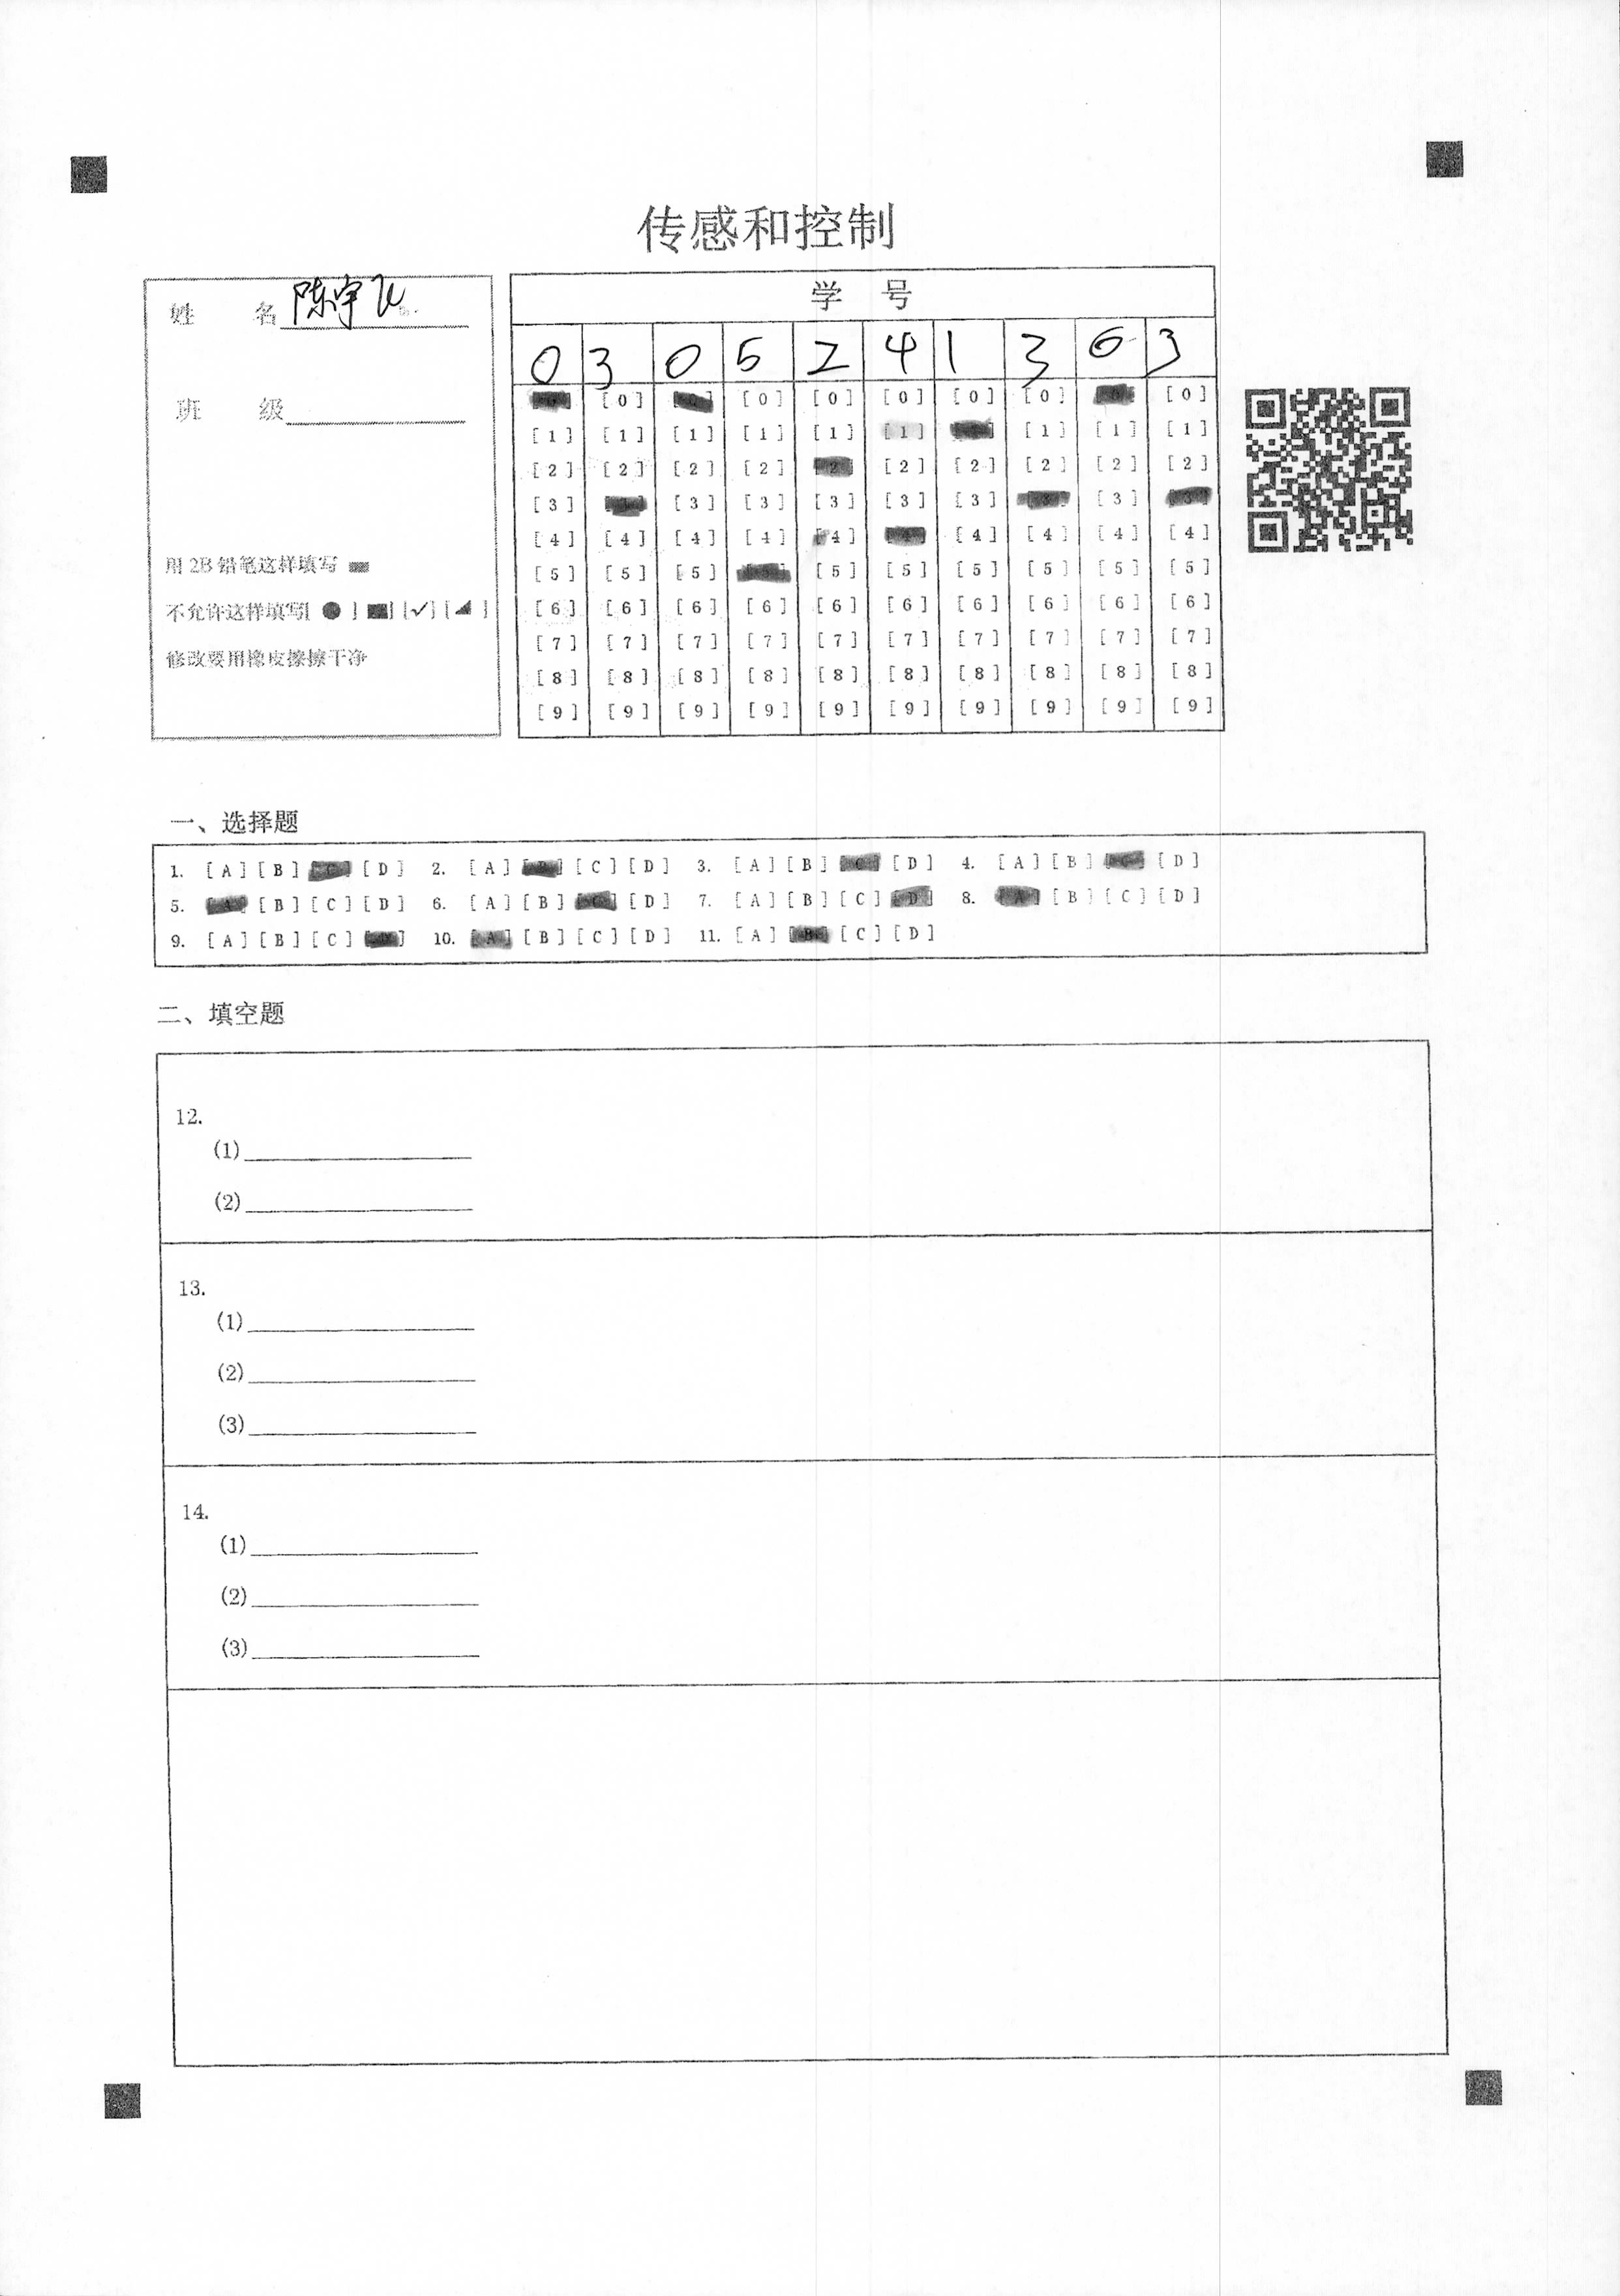 传感和控制
姓 名 陈宇飞
班 级
用 2B 铅笔这样填写
不允许这样填写[ ● ] [■] [✓] [◢ ]
修改要用橡皮擦擦干净
学 号
0 3 0 5 2 4 1 3 6 3
[0] [0] [0] [0] [0] [0] [0] [0] [0] [0]
[1] [1] [1] [1] [1] [1] [1] [1] [1] [1]
[2] [2] [2] [2] [2] [2] [2] [2] [2] [2]
[3] [3] [3] [3] [3] [3] [3] [3] [3] [3]
[4] [4] [4] [4] [4] [4] [4] [4] [4] [4]
[5] [5] [5] [5] [5] [5] [5] [5] [5] [5]
[6] [6] [6] [6] [6] [6] [6] [6] [6] [6]
[7] [7] [7] [7] [7] [7] [7] [7] [7] [7]
[8] [8] [8] [8] [8] [8] [8] [8] [8] [8]
[9] [9] [9] [9] [9] [9] [9] [9] [9] [9]
一、选择题
1. [A] [B] [C] [D] 2. [A] [B] [C] [D] 3. [A] [B] [C] [D] 4. [A] [B] [C] [D]
5. [A] [B] [C] [D] 6. [A] [B] [C] [D] 7. [A] [B] [C] [D] 8. [A] [B] [C] [D]
9. [A] [B] [C] [D] 10. [A] [B] [C] [D] 11. [A] [B] [C] [D]
二、填空题
12.
(1)
(2)
13.
(1)
(2)
(3)
14.
(1)
(2)
(3)